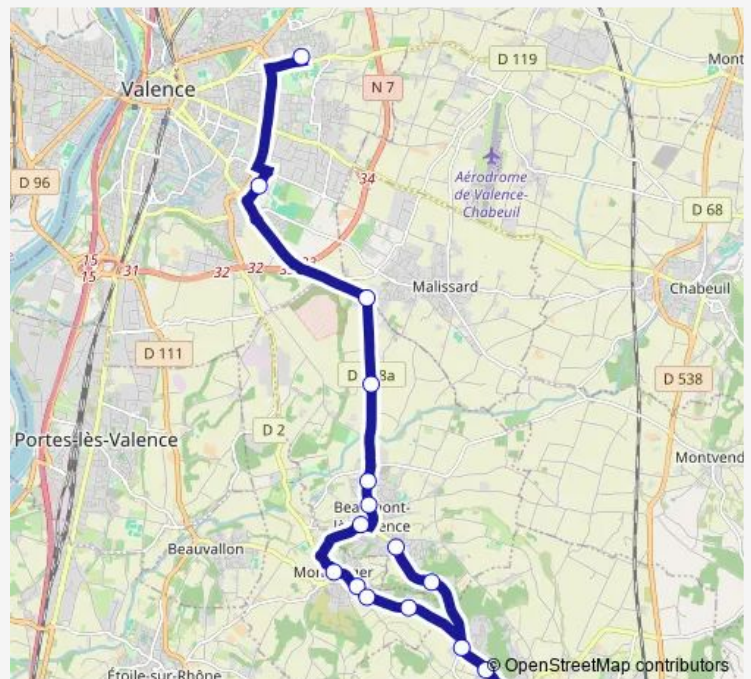 D 119
Mont
N 7
Valence
D 96
34
Aérodrome
de Valence-
Chabeuil
D 68
15
15
31
32
32
Malissard
Chabeuil
D 111
D 538
D 2
Portes-lès-Valence
Montvend
Beauvallon
Étoile-sur-Rhône
© OpenStreetMap contributors